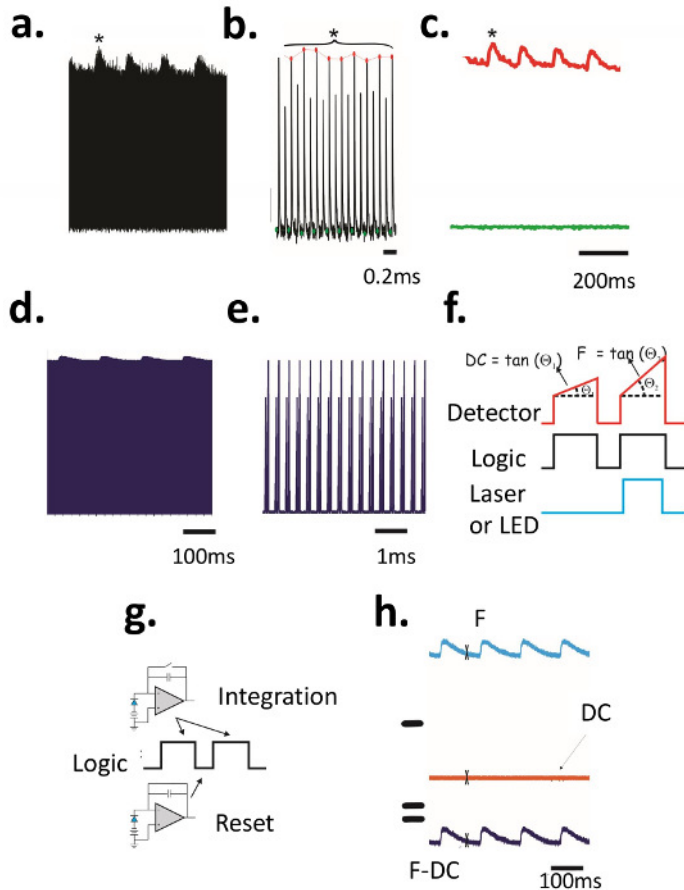 a.
*
b.
*
0.2ms
c.
*
200ms
d.
100ms
e.
1ms
f.
DC = tan (Θ₁) F = tan (Θ₂)
Θ₂
Detector
Logic
Laser
or LED
g.
Integration
Logic
Reset
h.
F
DC
F-DC
100ms